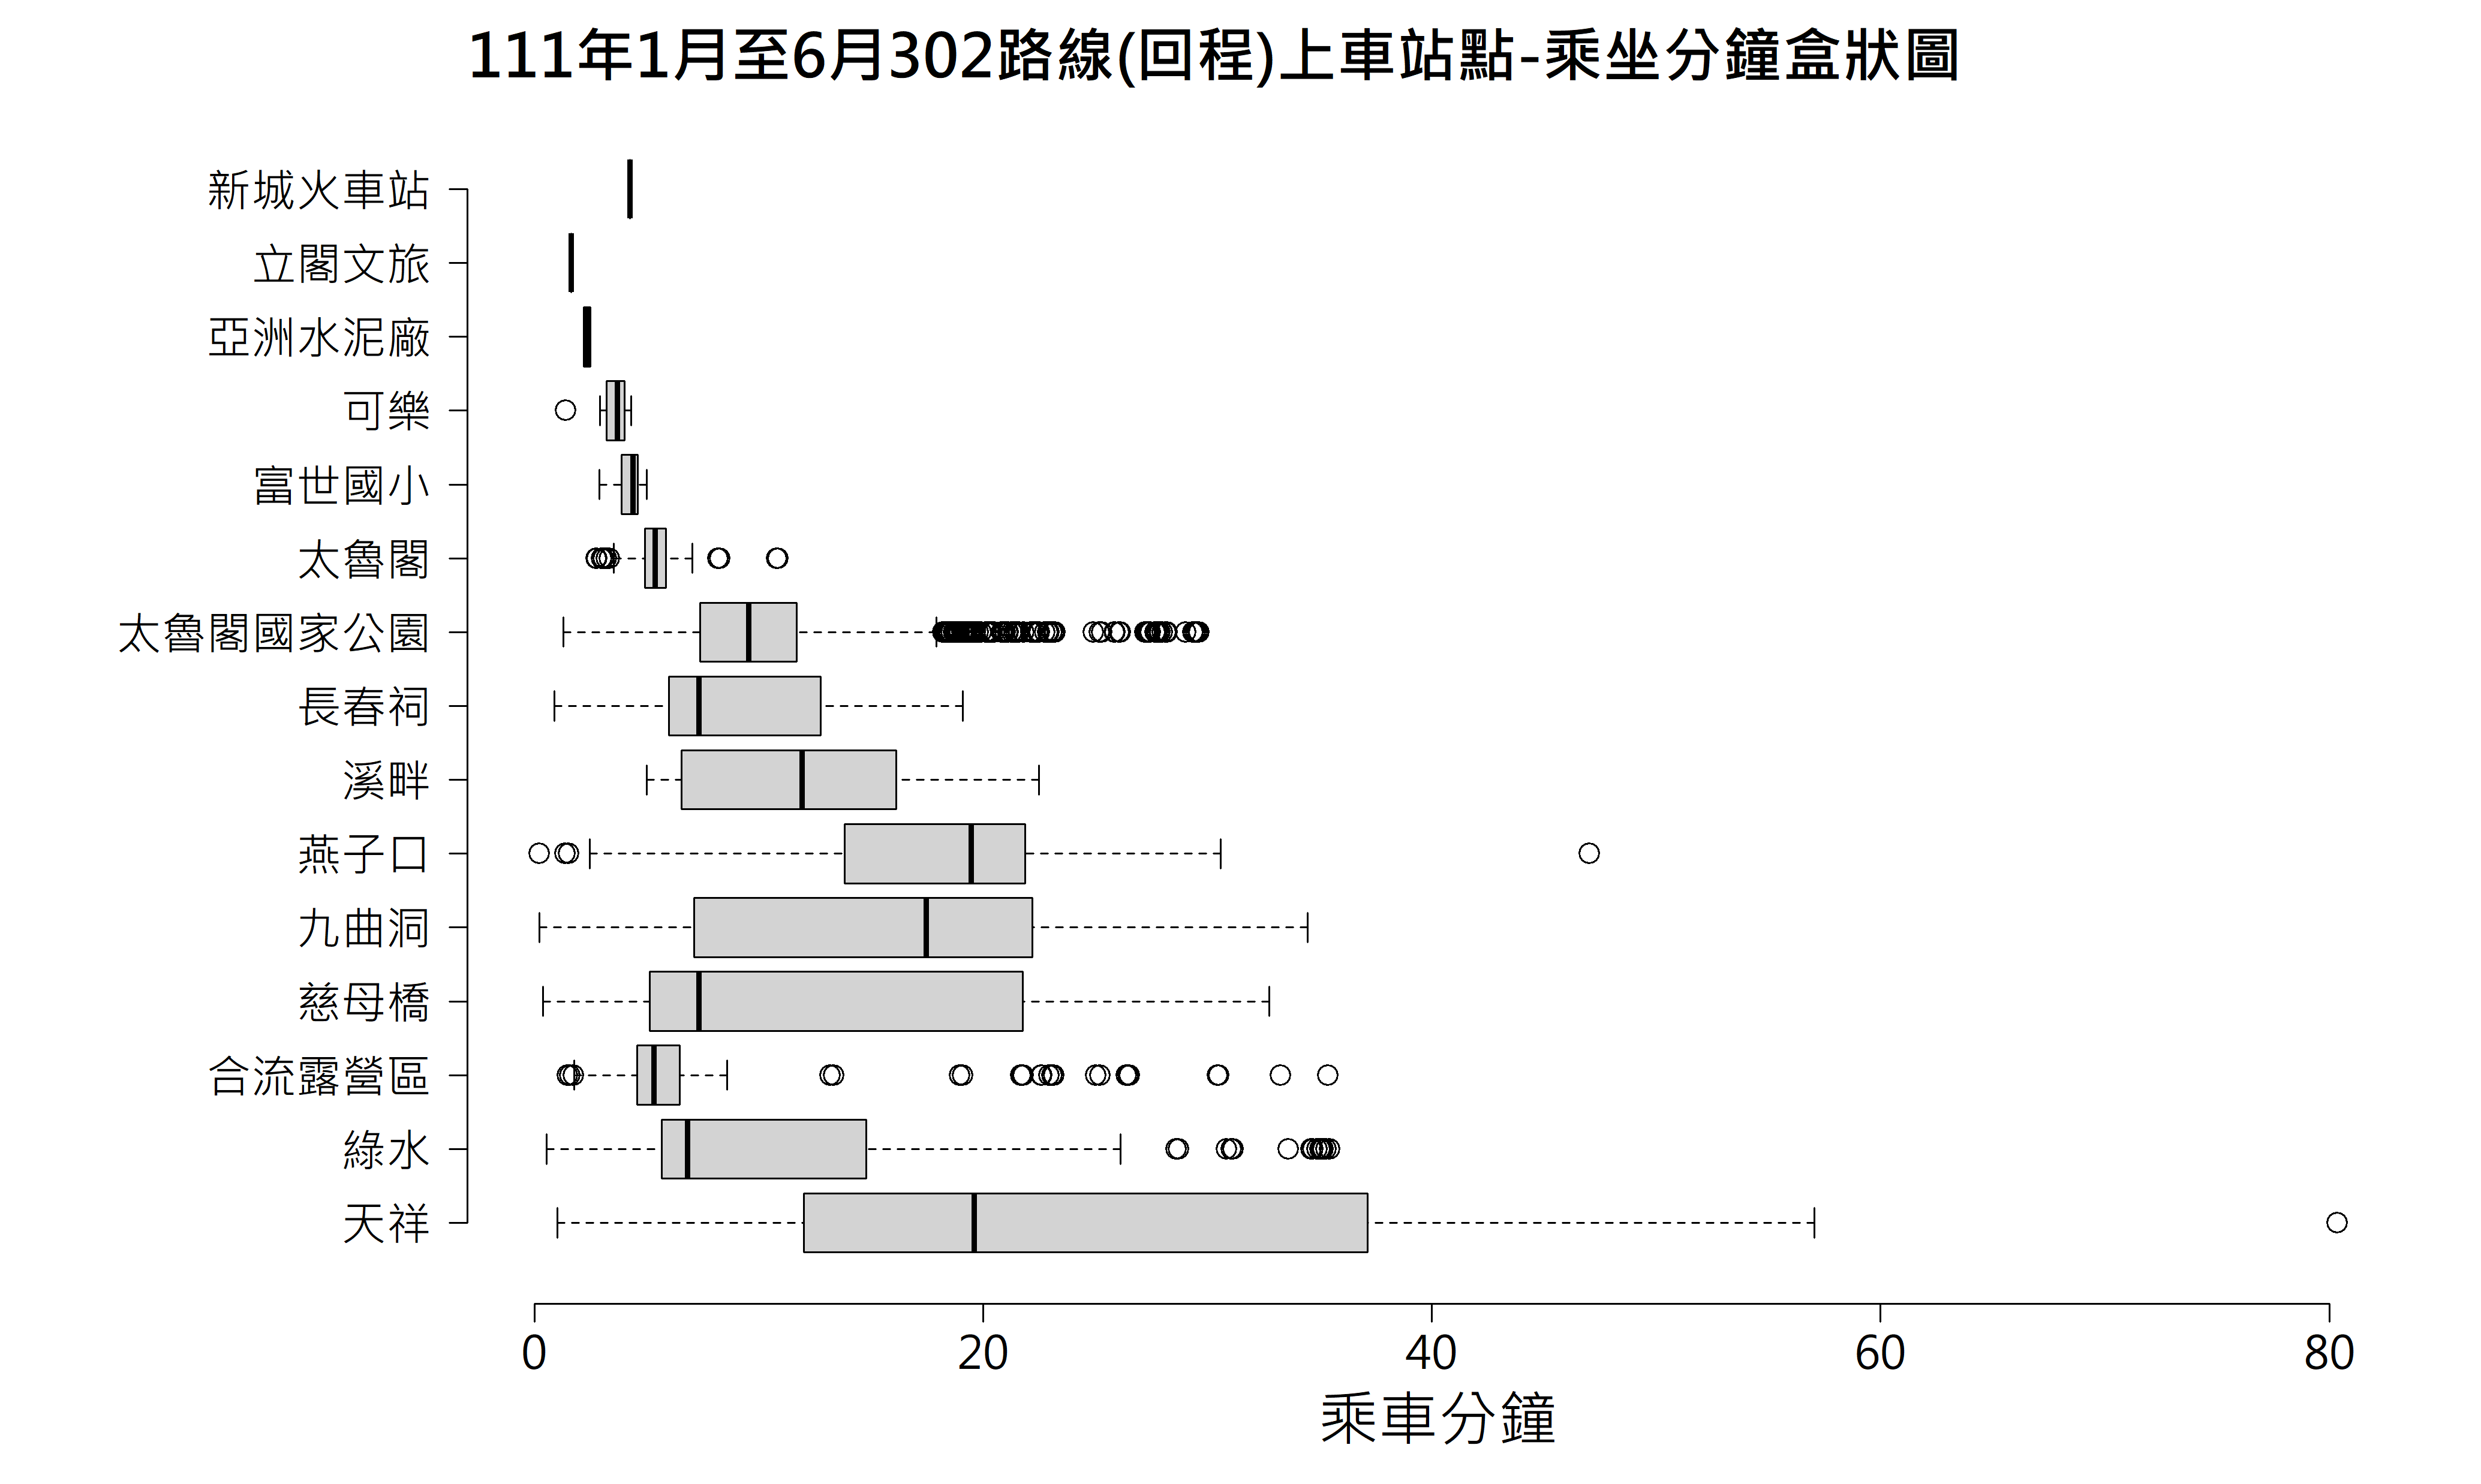 111年1月至6月302路線(回程)上車站點-乘坐分鐘盒狀圖
新城火車站
立閣文旅
亞洲水泥廠
可樂
富世國小
太魯閣
太魯閣國家公園
長春祠
溪畔
燕子口
九曲洞
慈母橋
合流露營區
綠水
天祥
0 20 40 60 80
乘車分鐘